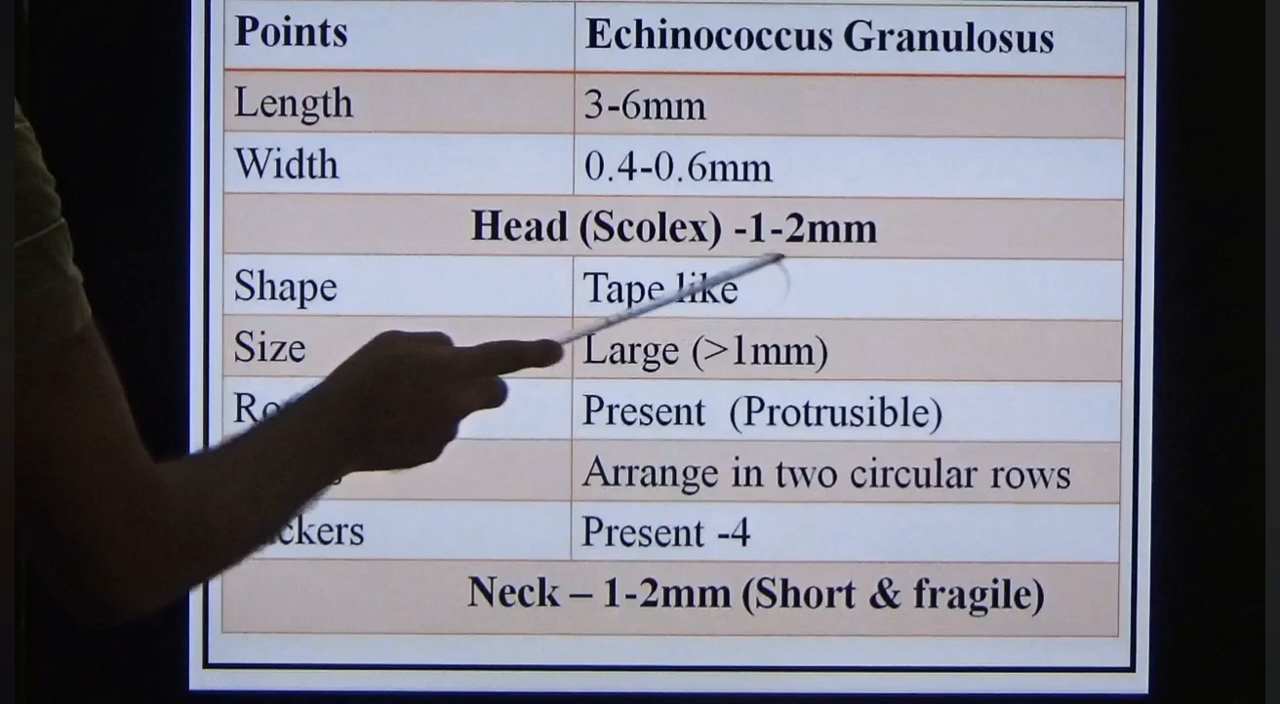 Points Echinococcus Granulosus
Length 3-6mm
Width 0.4-0.6mm
Head (Scolex) -1-2mm
Shape Tape like
Size Large (>1mm)
Present (Protrusible)
Arrange in two circular rows
Present -4
Neck – 1-2mm (Short & fragile)